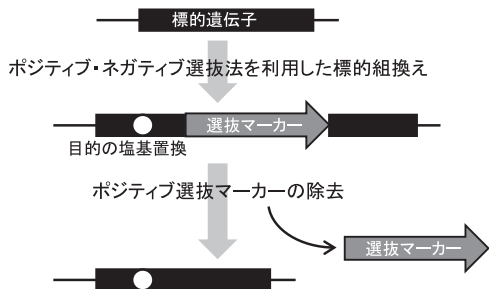 標的遺伝子
ポジティブ・ネガティブ選抜法を利用した標的組換え
選抜マーカー
目的の塩基置換
ポジティブ選抜マーカーの除去
選抜マーカー